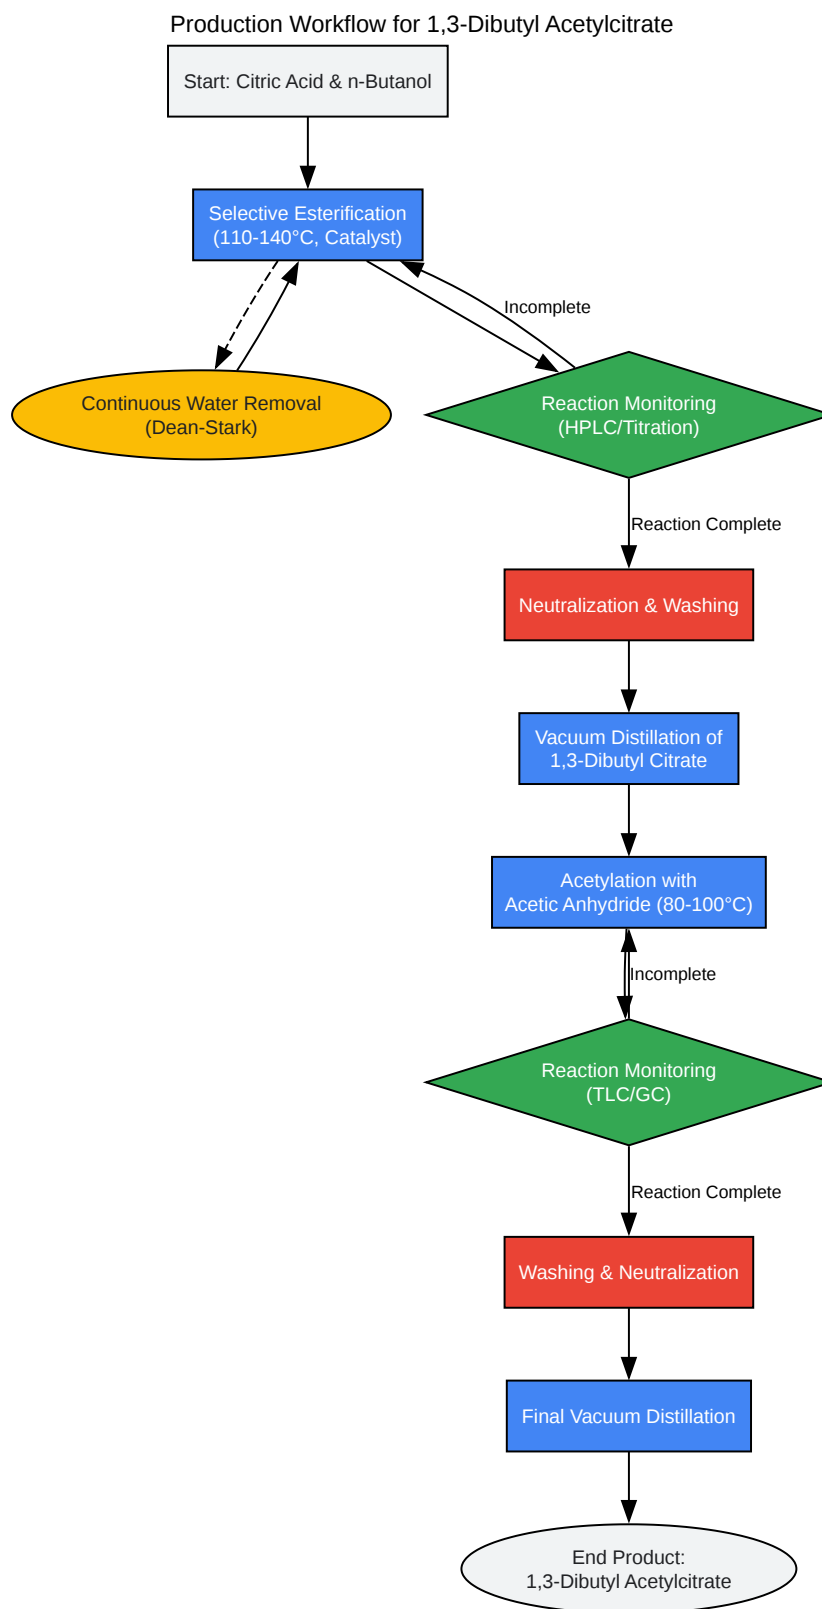 Production Workflow for 1,3-Dibutyl Acetylcitrate
Start: Citric Acid & n-Butanol
Selective Esterification
(110-140°C, Catalyst)
Incomplete
Continuous Water Removal
(Dean-Stark)
Reaction Monitoring
(HPLC/Titration)
Reaction Complete
Neutralization & Washing
Vacuum Distillation of
1,3-Dibutyl Citrate
Acetylation with
Acetic Anhydride (80-100°C)
Incomplete
Reaction Monitoring
(TLC/GC)
Reaction Complete
Washing & Neutralization
Final Vacuum Distillation
End Product:
1,3-Dibutyl Acetylcitrate